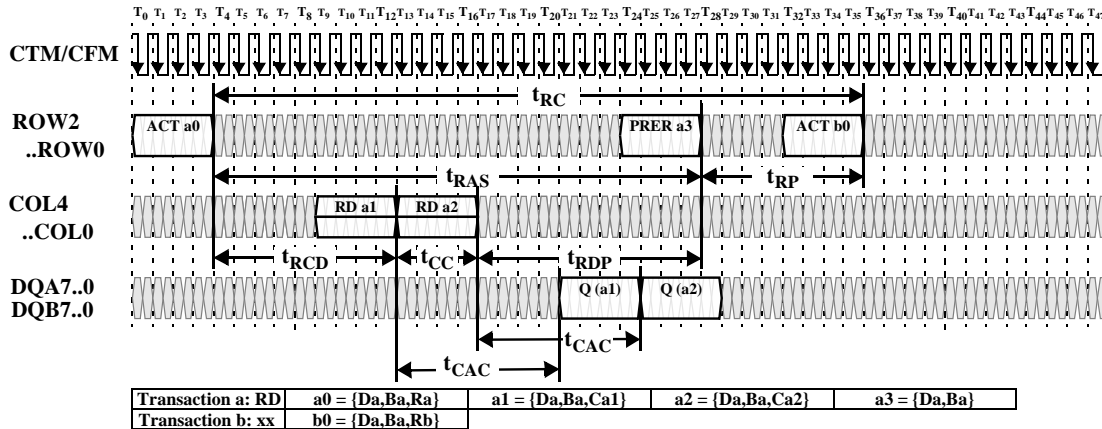 T0 T1 T2 T3 T4 T5 T6 T7 T8 T9 T10 T11 T12 T13 T14 T15 T16 T17 T18 T19 T20 T21 T22 T23 T24 T25 T26 T27 T28 T29 T30 T31 T32 T33 T34 T35 T36 T37 T38 T39 T40 T41 T42 T43 T44 T45 T46 T47
CTM/CFM
tRC
ROW2 ACT a0 PRER a3 ACT b0
..ROW0
tRAS tRP
COL4 RD a1 RD a2
..COL0
tRCD tCC tRDP
DQA7..0 Q (a1) Q (a2)
DQB7..0
tCAC
tCAC
Transaction a: RD a0 = {Da,Ba,Ra} a1 = {Da,Ba,Ca1} a2 = {Da,Ba,Ca2} a3 = {Da,Ba}
Transaction b: xx b0 = {Da,Ba,Rb}